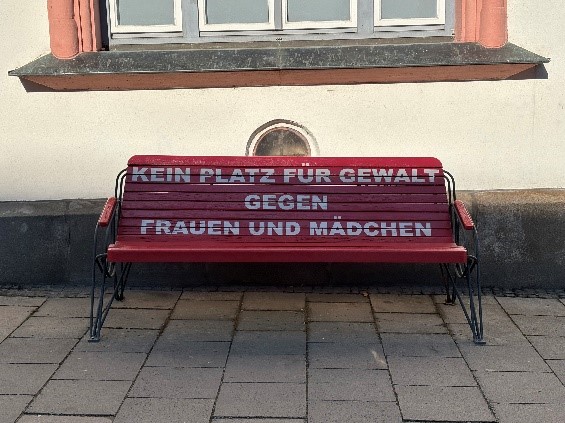 KEIN PLATZ FÜR GEWALT
GEGEN
FRAUEN UND MÄDCHEN